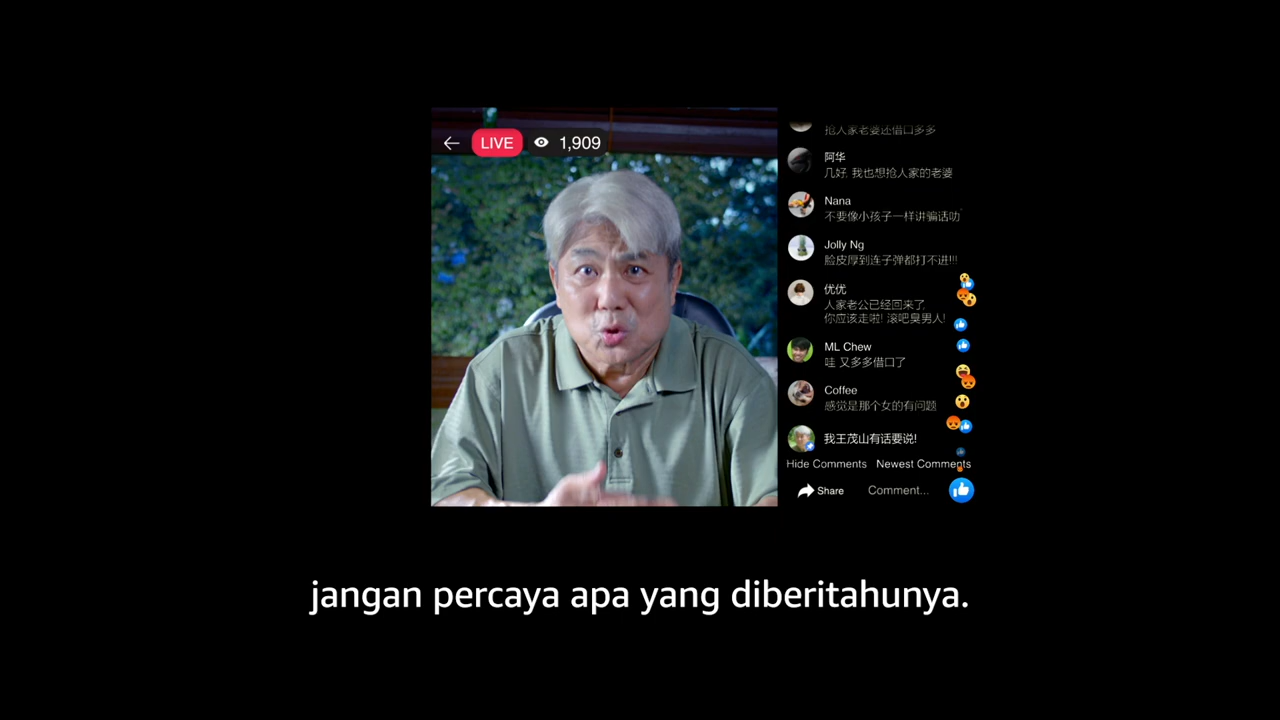 LIVE 1,909
抢人家老婆还借口多多
阿华
几好, 我也想抢人家的老婆
Nana
不要像小孩子一样讲骗话叻
Jolly Ng
脸皮厚到连子弹都打不进!!!
优优
人家老公已经回来了,
你应该走啦! 滚吧臭男人!
ML Chew
哇 又多多借口了
Coffee
感觉是那个女的有问题
我王茂山有话要说!
Hide Comments Newest Comments
Share Comment...
jangan percaya apa yang diberitahunya.